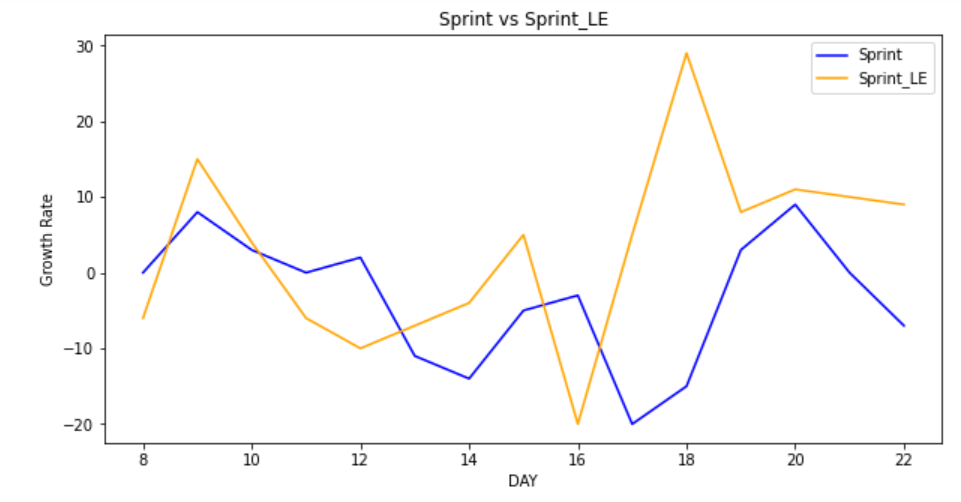 Sprint vs Sprint_LE
30
20
10
0
−10
−20
Growth Rate
Sprint
Sprint_LE
8 10 12 14 16 18 20 22
DAY